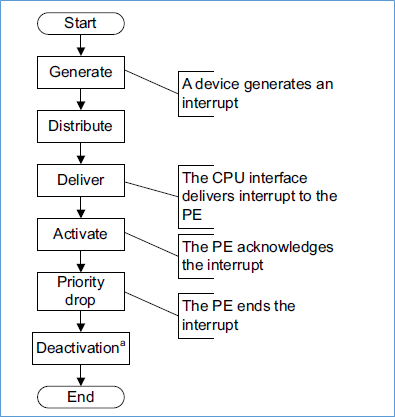 Start
Generate
A device generates an
interrupt
Distribute
Deliver
The CPU interface
delivers interrupt to the
PE
Activate
The PE acknowledges
the interrupt
Priority
drop
The PE ends the
interrupt
Deactivationᵃ
End